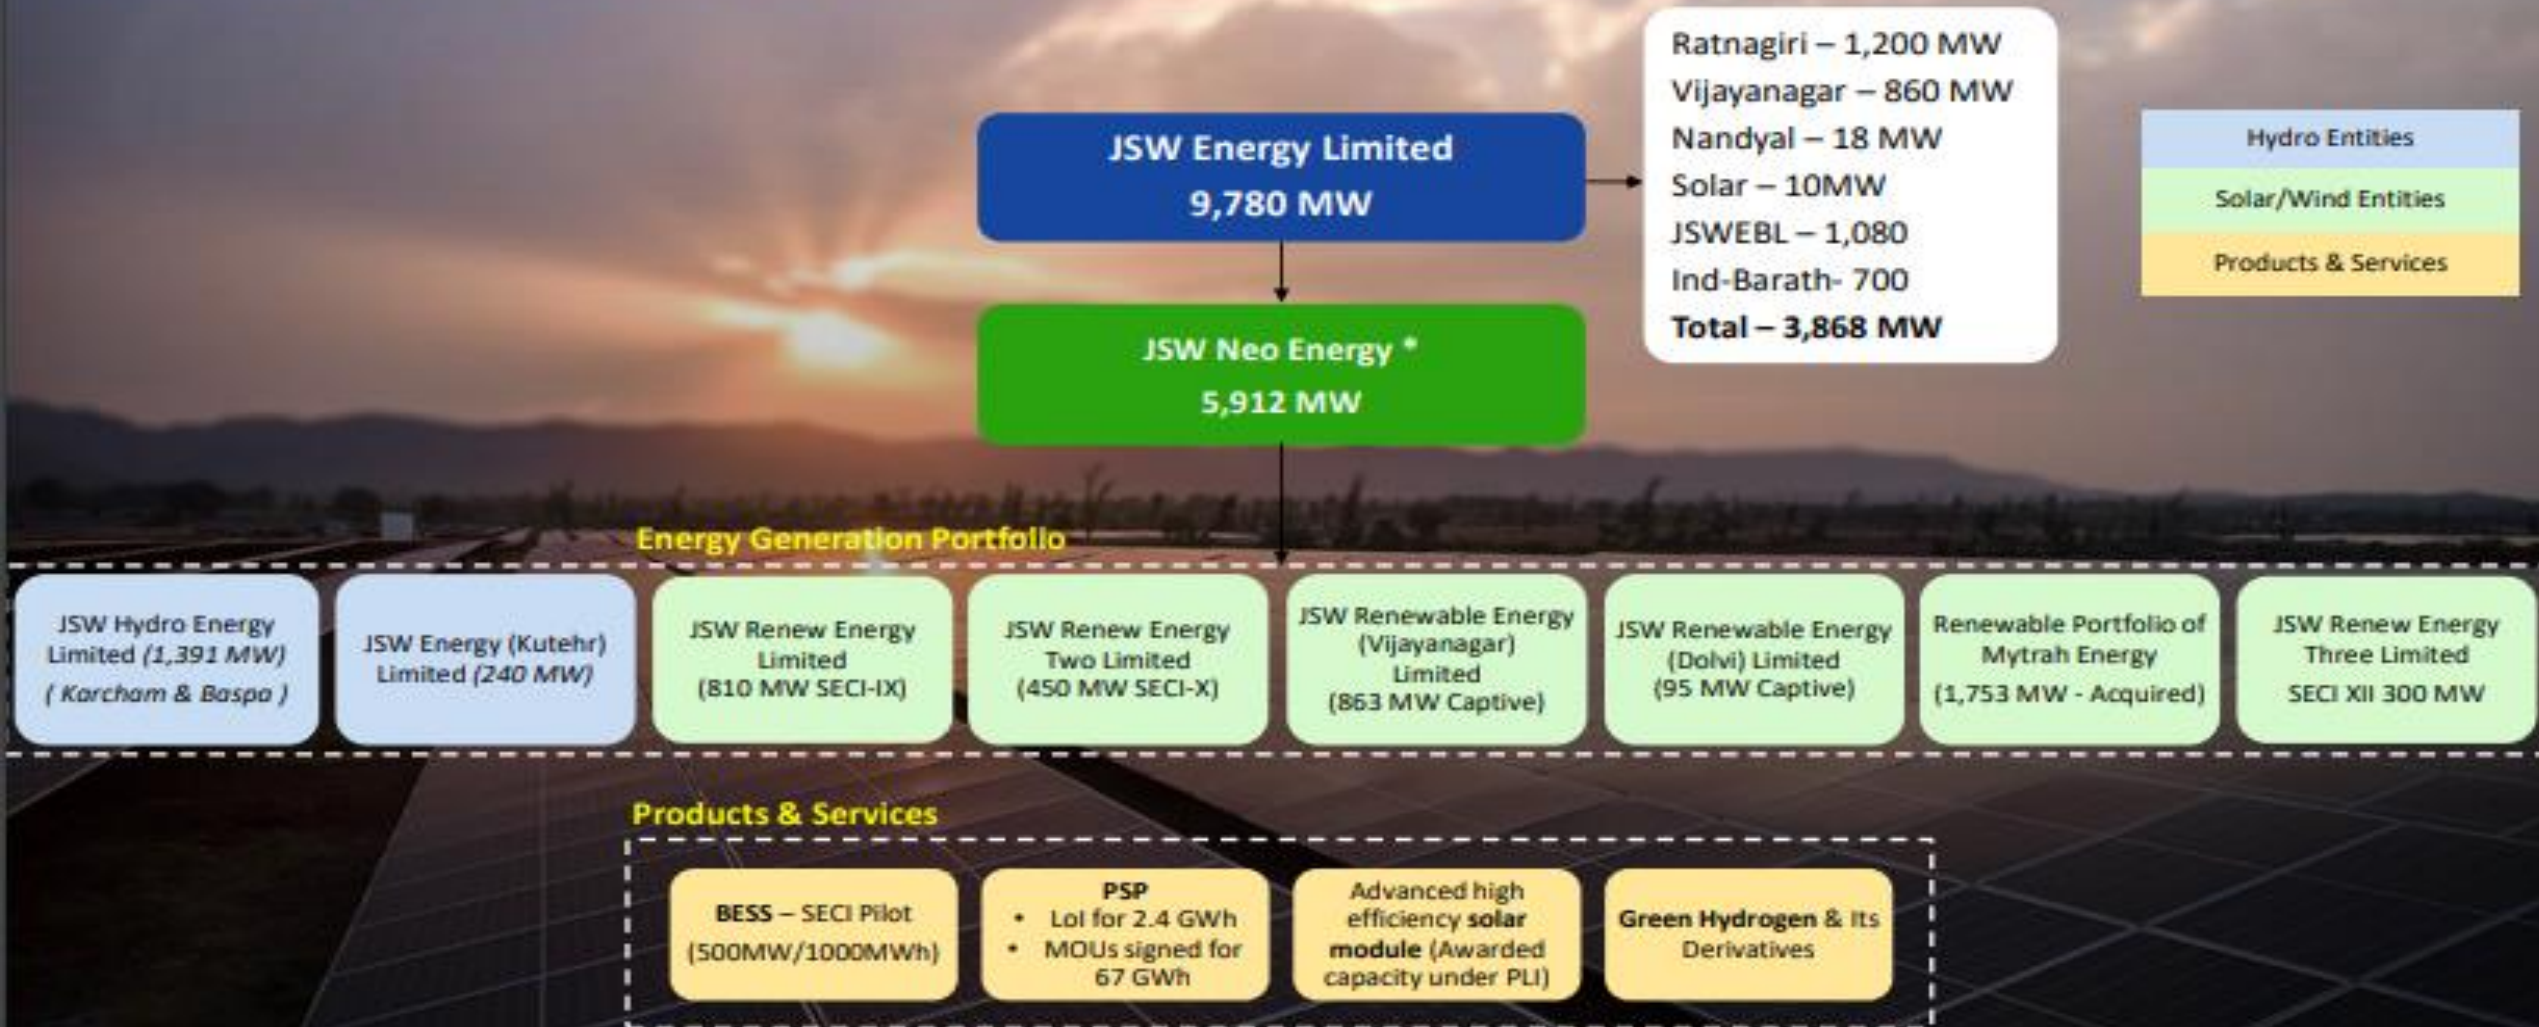 JSW Energy Limited
9,780 MW
Ratnagiri – 1,200 MW
Vijayanagar – 860 MW
Nandyal – 18 MW
Solar – 10MW
JSWEBL – 1,080
Ind-Barath- 700
Total – 3,868 MW
Hydro Entities
Solar/Wind Entities
Products & Services
JSW Neo Energy *
5,912 MW
Energy Generation Portfolio
JSW Hydro Energy
Limited (1,391 MW)
( Karcham & Baspa )
JSW Energy (Kutehr)
Limited (240 MW)
JSW Renew Energy
Limited
(810 MW SECI-IX)
JSW Renew Energy
Two Limited
(450 MW SECI-X)
JSW Renewable Energy
(Vijayanagar)
Limited
(863 MW Captive)
JSW Renewable Energy
(Dolvi) Limited
(95 MW Captive)
Renewable Portfolio of
Mytrah Energy
(1,753 MW - Acquired)
JSW Renew Energy
Three Limited
SECI XII 300 MW
Products & Services
BESS – SECI Pilot
(500MW/1000MWh)
PSP
• LoI for 2.4 GWh
• MOUs signed for
67 GWh
Advanced high
efficiency solar
module (Awarded
capacity under PLI)
Green Hydrogen & Its
Derivatives